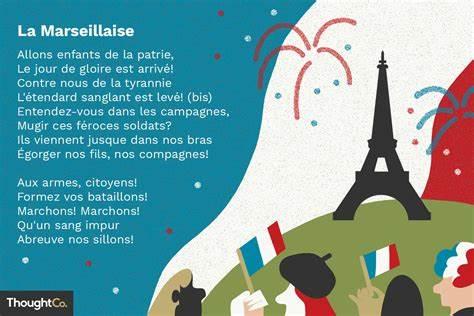 La Marseillaise
Allons enfants de la patrie,
Le jour de gloire est arrivé!
Contre nous de la tyrannie
L'étendard sanglant est levé! (bis)
Entendez-vous dans les campagnes,
Mugir ces féroces soldats?
Ils viennent jusque dans nos bras
Égorger nos fils, nos compagnes!
Aux armes, citoyens!
Formez vos bataillons!
Marchons! Marchons!
Qu'un sang impur
Abreuve nos sillons!
ThoughtCo.